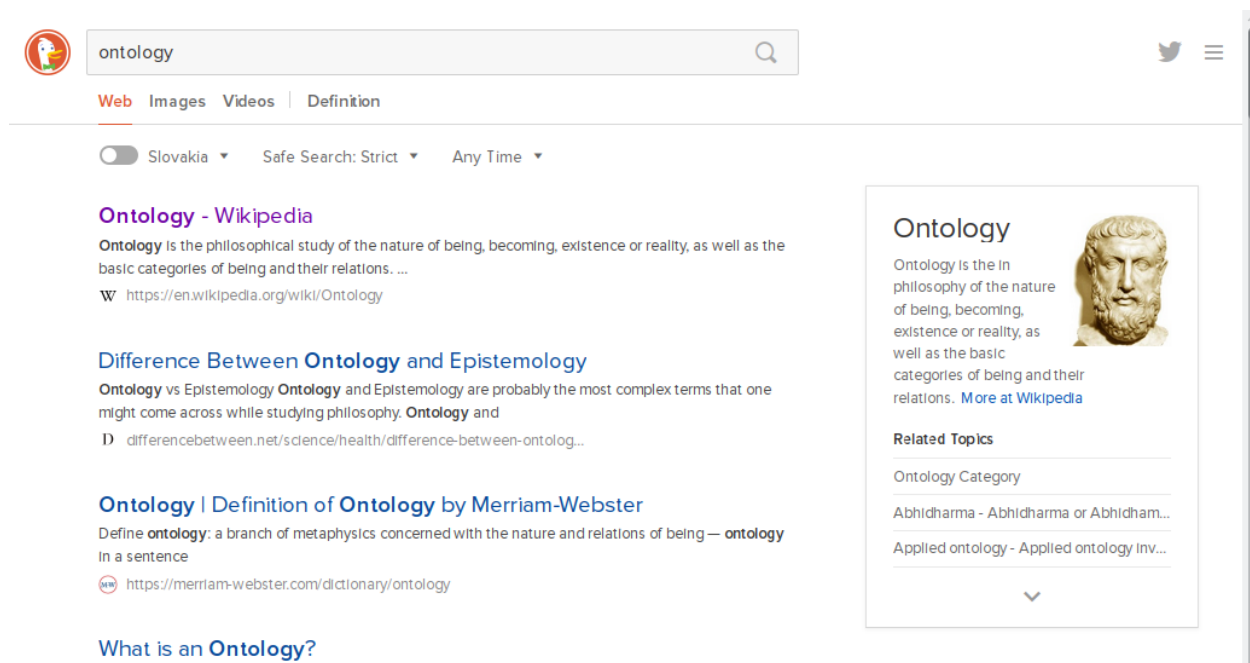 ontology
Web Images Videos Definition
Slovakia Safe Search: Strict Any Time
Ontology - Wikipedia
Ontology is the philosophical study of the nature of being, becoming, existence or reality, as well as the
basic categories of being and their relations. ...
W https://en.wikipedia.org/wiki/Ontology
Difference Between Ontology and Epistemology
Ontology vs Epistemology Ontology and Epistemology are probably the most complex terms that one
might come across while studying philosophy. Ontology and
D differencebetween.net/science/health/difference-between-ontolog...
Ontology | Definition of Ontology by Merriam-Webster
Define ontology: a branch of metaphysics concerned with the nature and relations of being — ontology
in a sentence
M-W https://merriam-webster.com/dictionary/ontology
What is an Ontology?
Ontology
Ontology is the in
philosophy of the nature
of being, becoming,
existence or reality, as
well as the basic
categories of being and their
relations. More at Wikipedia
Related Topics
Ontology Category
Abhidharma - Abhidharma or Abhidham...
Applied ontology - Applied ontology inv...